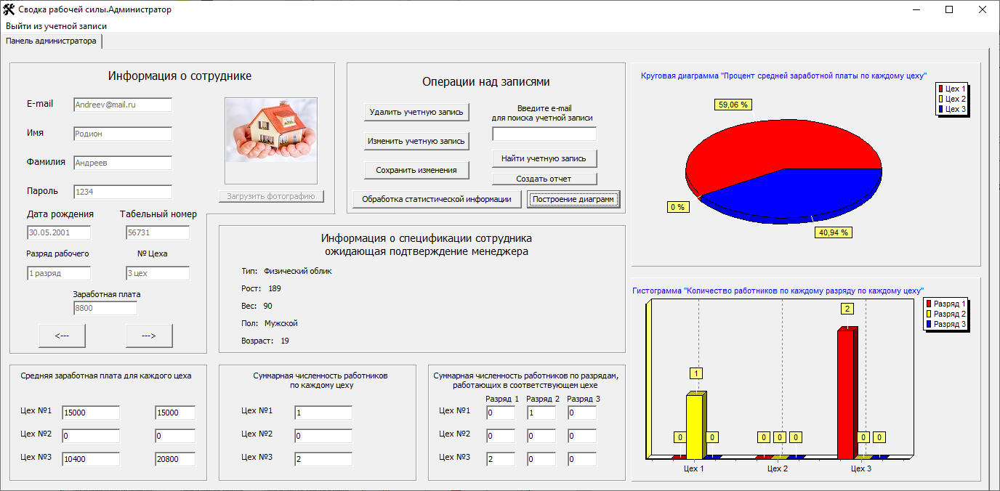 Сводка рабочей силы.Администратор
Выйти из учетной записи
Панель администратора
Информация о сотруднике
E-mail
Andreev@mail.ru
Имя
Родион
Фамилия
Андреев
Пароль
1234
Загрузить фотографию
Дата рождения
Табельный номер
30.05.2001
56731
Разряд рабочего
№ Цеха
1 разряд
3 цех
Заработная плата
8800
<---
--->
Операции над записями
Удалить учетную запись
Изменить учетную запись
Сохранить изменения
Введите e-mail
для поиска учетной записи
Найти учетную запись
Создать отчет
Обработка статистической информации
Построение диаграмм
Информация о спецификации сотрудника
ожидающая подтверждение менеджера
Тип: Физический облик
Рост: 189
Вес: 90
Пол: Мужской
Возраст: 19
Средняя заработная плата для каждого цеха
Цех №1 15000 15000
Цех №2 0 0
Цех №3 10400 20800
Суммарная численность работников
по каждому цеху
Цех №1 1
Цех №2 0
Цех №3 2
Суммарная численность работников по разрядам,
работающих в соответствующем цехе
Разряд 1 Разряд 2 Разряд 3
Цех №1 0 1 0
Цех №2 0 0 0
Цех №3 2 0 0
Круговая диаграмма "Процент средней заработной платы по каждому цеху"
Цех 1
Цех 2
Цех 3
59,06 %
0 %
40,94 %
Гистограмма "Количество работников по каждому разряду по каждому цеху"
Разряд 1
Разряд 2
Разряд 3
2
1
0 0 0 0 0 0 0
Цех 1 Цех 2 Цех 3